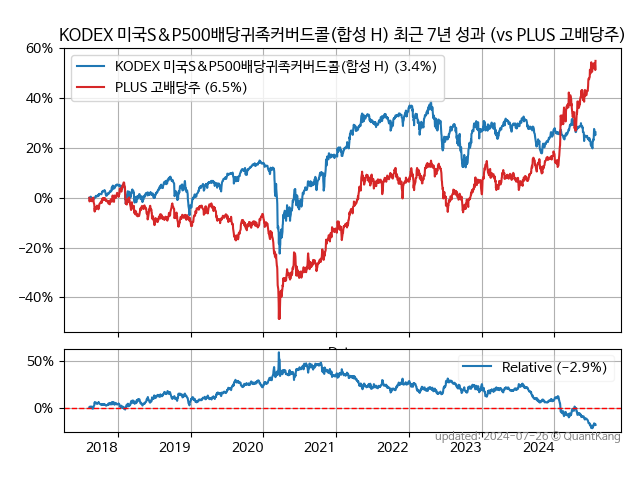 KODEX 미국S&P500배당귀족커버드콜(합성 H) 최근 7년 성과 (vs PLUS 고배당주)
60%
KODEX 미국S&P500배당귀족커버드콜(합성 H) (3.4%)
PLUS 고배당주 (6.5%)
40%
20%
0%
−20%
−40%
50%
Relative (−2.9%)
0%
updated: 2024-07-26 © QuantKang
2018 2019 2020 2021 2022 2023 2024